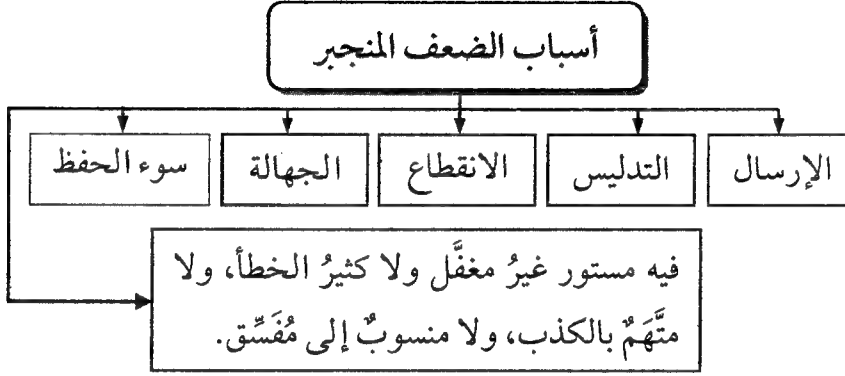 أسباب الضعف المنجبر
الإرسال
التدليس
الانقطاع
الجهالة
سوء الحفظ
فيه مستور غيرُ مغفَّل ولا كثيرُ الخطأ، ولا
متَّهَمٌ بالكذب، ولا منسوبٌ إلى مُفَسِّق.